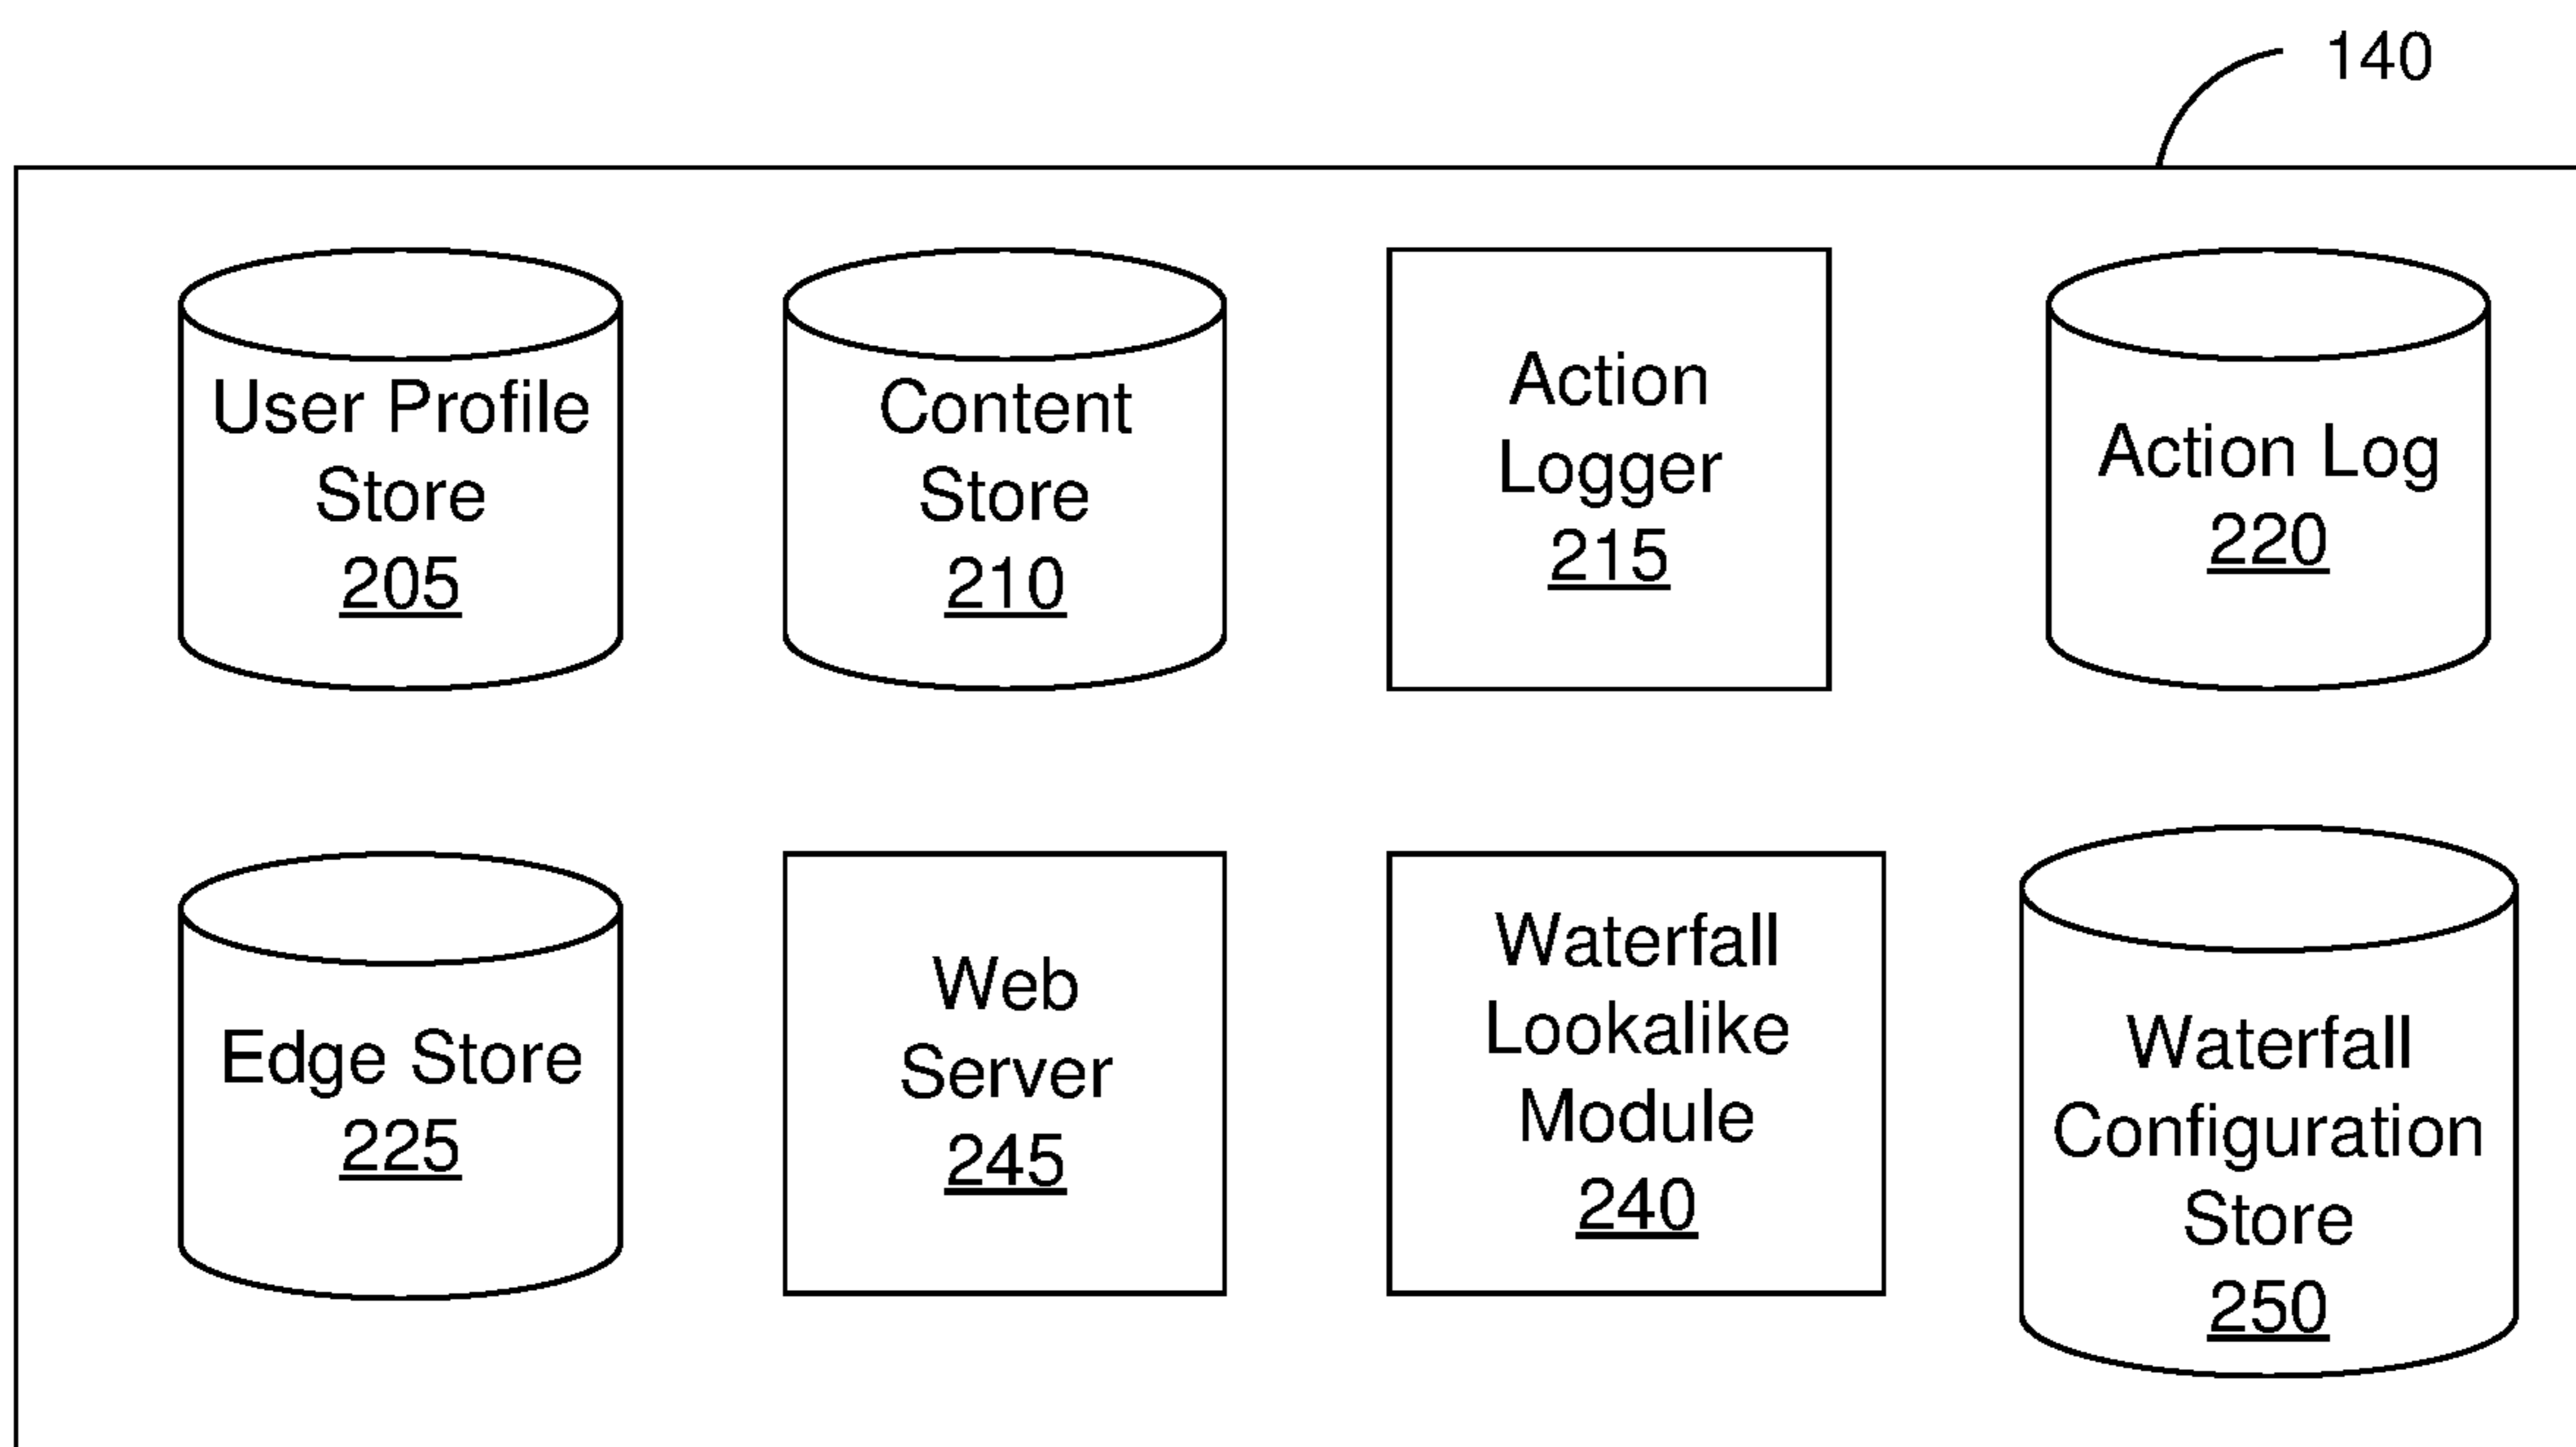 140
User Profile
Store
205
Content
Store
210
Action
Logger
215
Action Log
220
Edge Store
225
Web
Server
245
Waterfall
Lookalike
Module
240
Waterfall
Configuration
Store
250